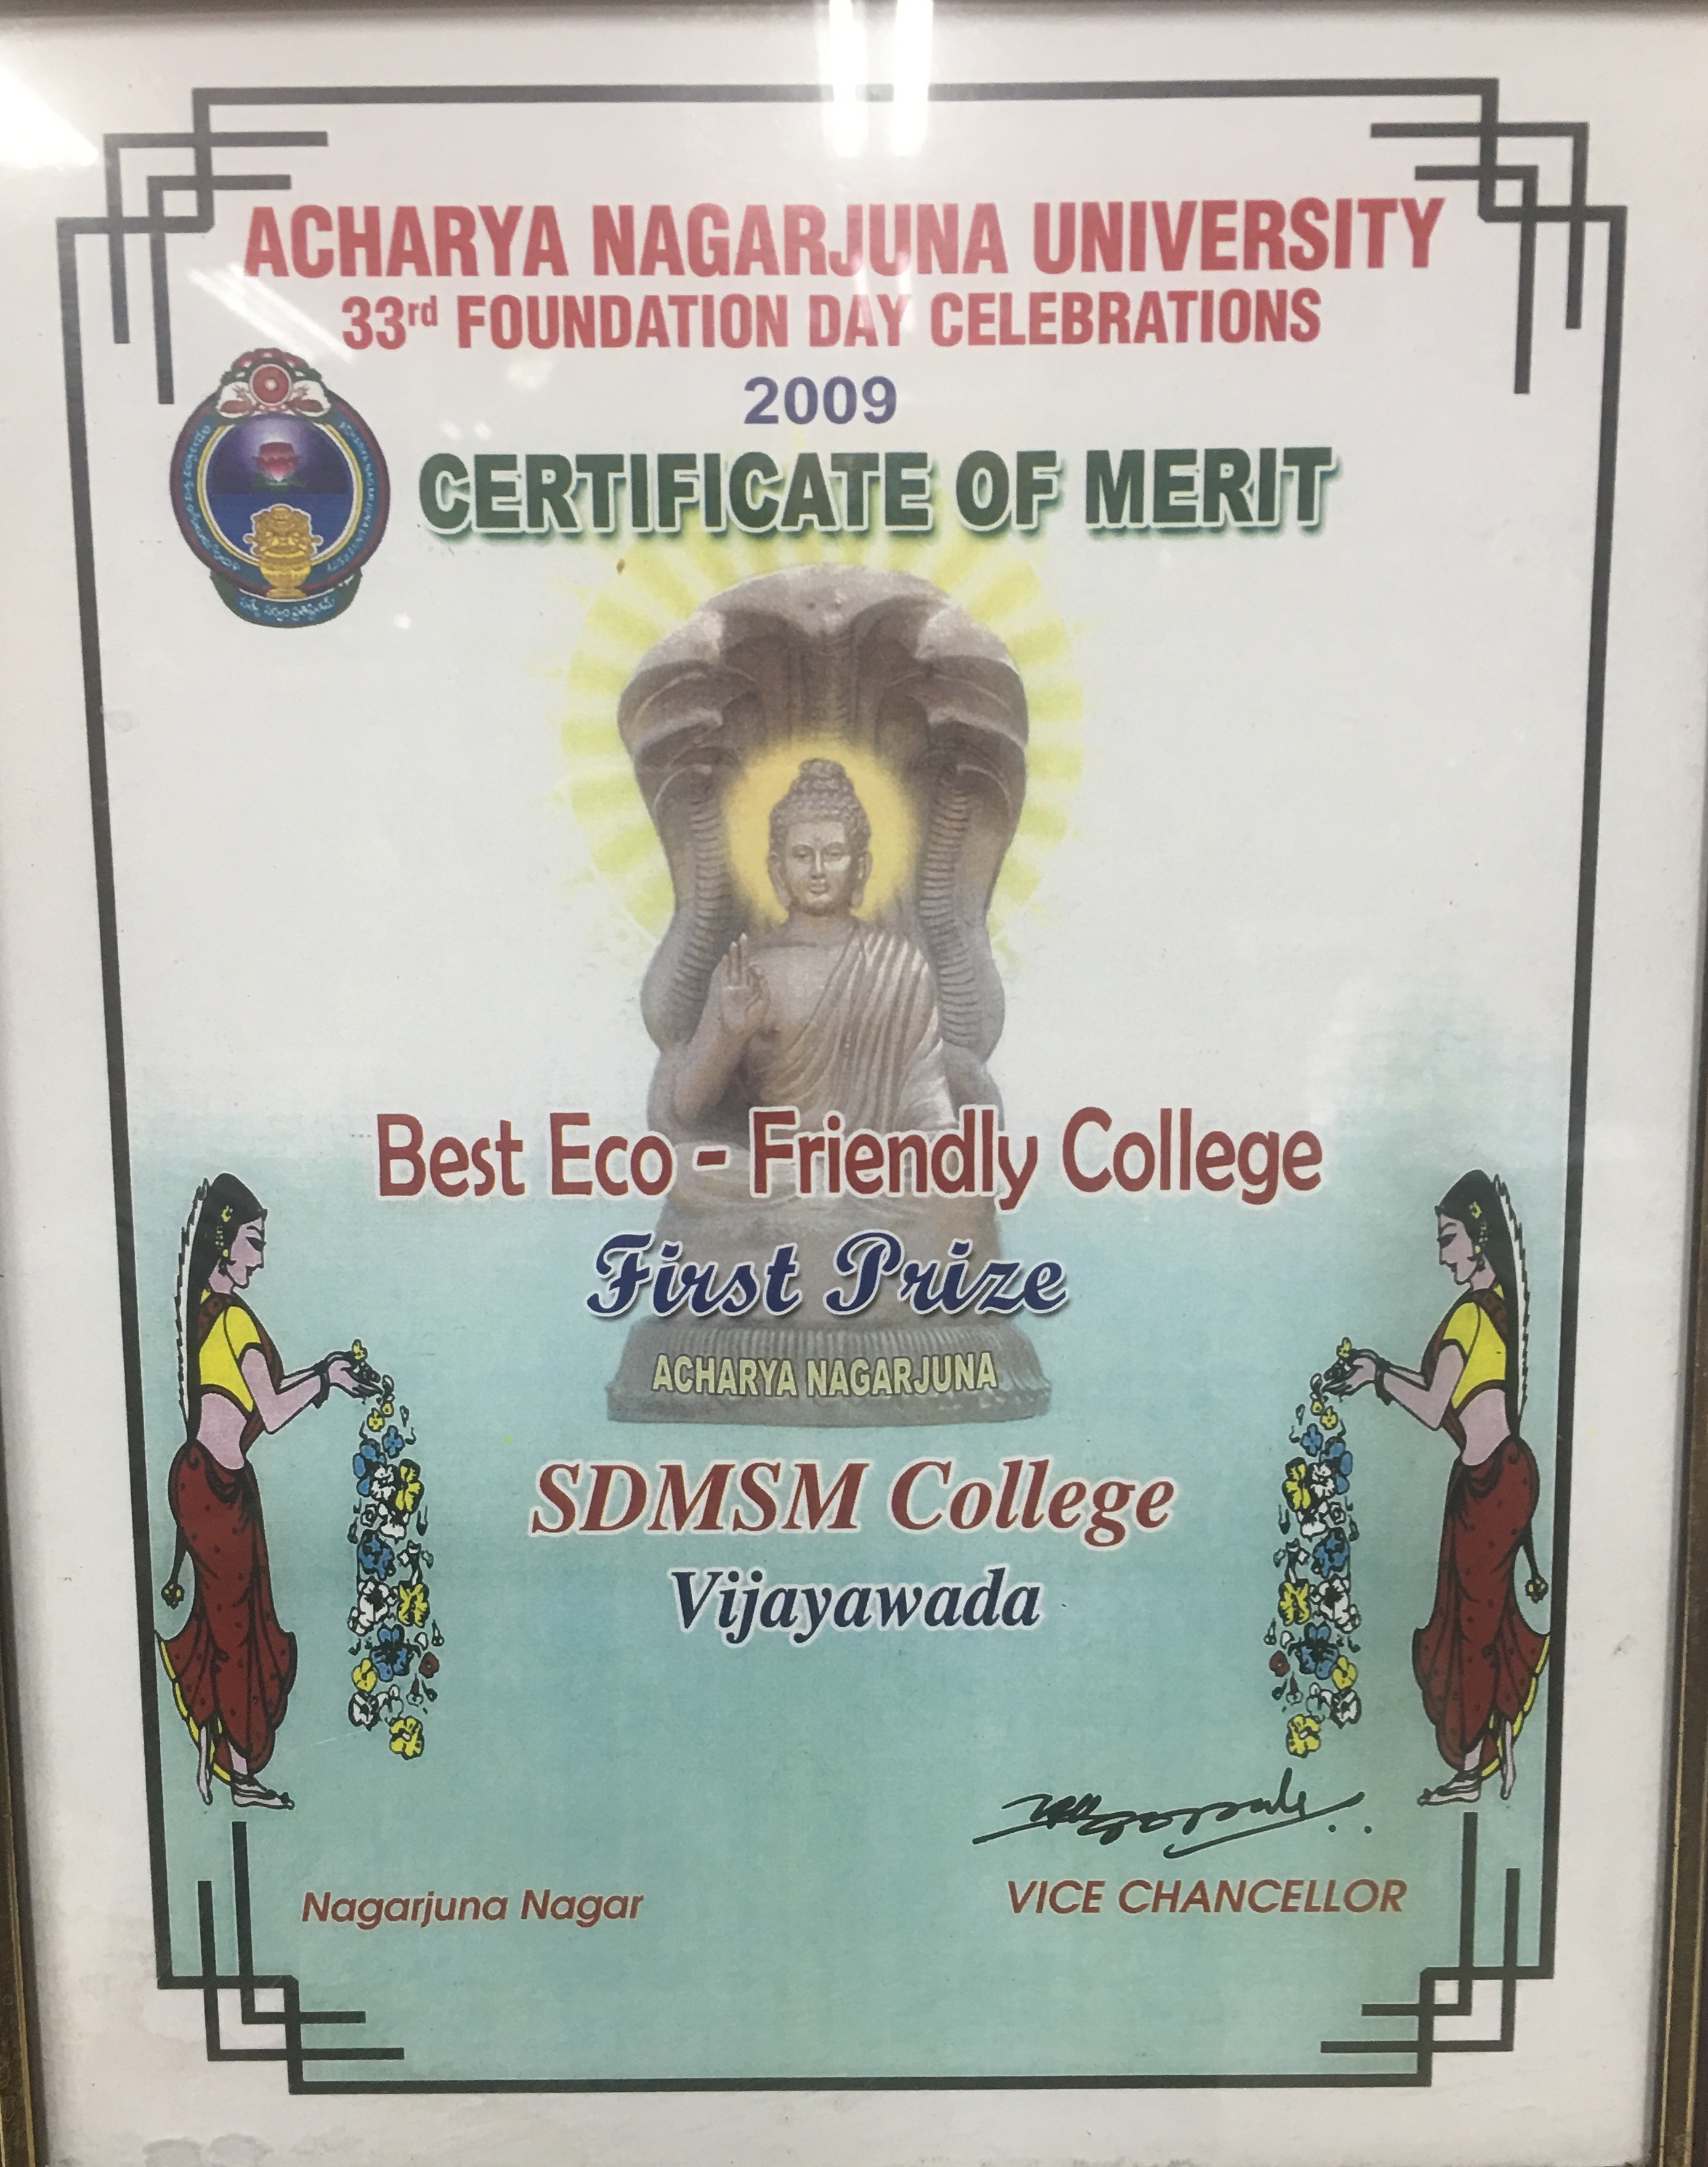 ACHARYA NAGARJUNA UNIVERSITY
33rd FOUNDATION DAY CELEBRATIONS
2009
CERTIFICATE OF MERIT
Best Eco - Friendly College
First Prize
ACHARYA NAGARJUNA
SDMSM College
Vijayawada
Nagarjuna Nagar
VICE CHANCELLOR